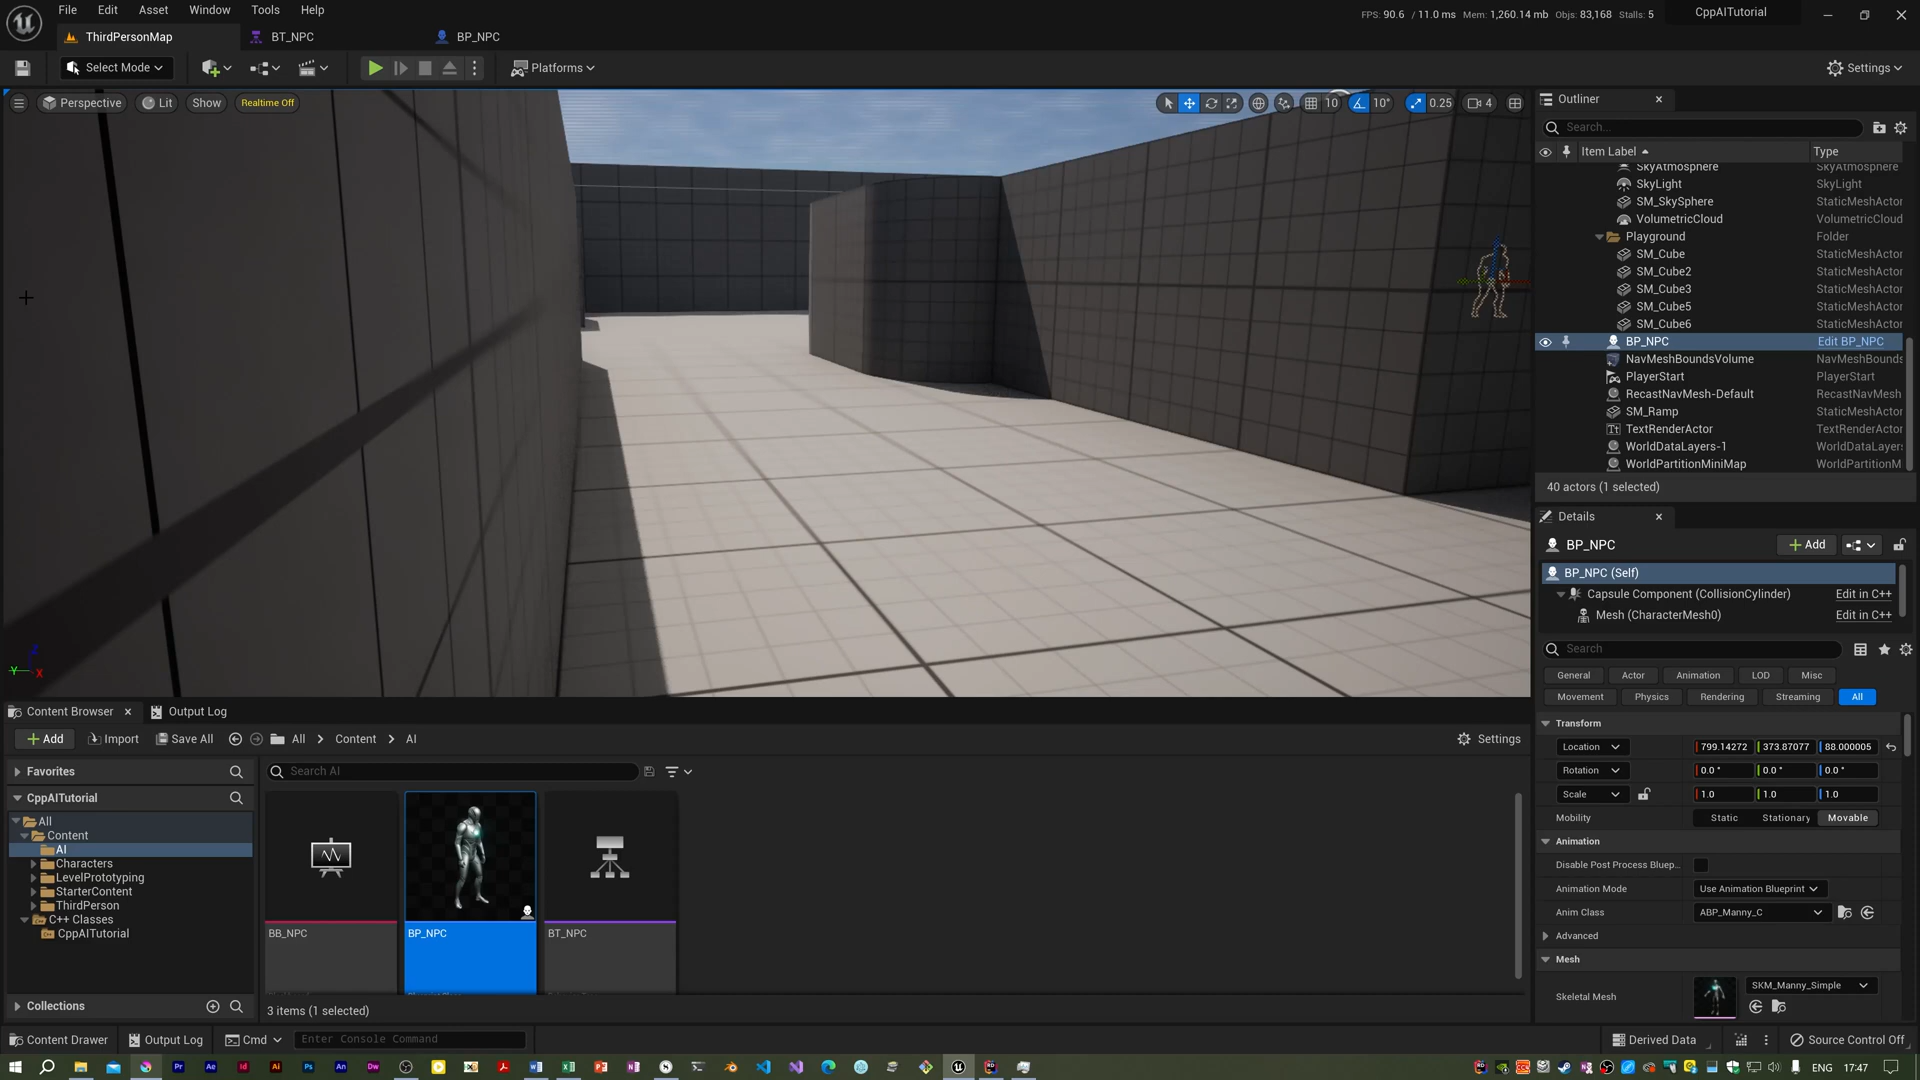 File Edit Asset Window Tools Help
FPS: 90.6 / 11.0 ms Mem: 1,260.14 mb Objs: 83,168 Stalls: 5
CppAITutorial
ThirdPersonMap
BT_NPC
BP_NPC
Select Mode
Platforms
Settings
Perspective
Lit
Show
Realtime Off
10
10°
0.25
4
Outliner
Search...
Item Label
Type
SkyAtmosphere SkyAtmosphere
SkyLight SkyLight
SM_SkySphere StaticMeshActor
VolumetricCloud VolumetricCloud
Playground Folder
SM_Cube StaticMeshActor
SM_Cube2 StaticMeshActor
SM_Cube3 StaticMeshActor
SM_Cube5 StaticMeshActor
SM_Cube6 StaticMeshActor
BP_NPC Edit BP_NPC
NavMeshBoundsVolume NavMeshBounds
PlayerStart PlayerStart
RecastNavMesh-Default RecastNavMesh
SM_Ramp StaticMeshActor
TextRenderActor TextRenderActor
WorldDataLayers-1 WorldDataLayer
WorldPartitionMiniMap WorldPartitionM
40 actors (1 selected)
Details
BP_NPC
Add
BP_NPC (Self)
Capsule Component (CollisionCylinder) Edit in C++
Mesh (CharacterMesh0) Edit in C++
Search
General Actor Animation LOD Misc
Movement Physics Rendering Streaming All
Transform
Location 799.14272 373.87077 88.000005
Rotation 0.0 ° 0.0 ° 0.0 °
Scale 1.0 1.0 1.0
Mobility Static Stationary Movable
Animation
Disable Post Process Bluep...
Animation Mode Use Animation Blueprint
Anim Class ABP_Manny_C
Advanced
Mesh
Skeletal Mesh SKM_Manny_Simple
Y X Z
Content Browser
Output Log
Add
Import
Save All
All
Content
AI
Settings
Favorites
Search AI
CppAITutorial
All
Content
AI
Characters
LevelPrototyping
StarterContent
ThirdPerson
C++ Classes
CppAITutorial
BB_NPC
BP_NPC
BT_NPC
Collections
3 items (1 selected)
Content Drawer
Output Log
Cmd
Enter Console Command
Derived Data
Source Control Off
Pr Ae Id Ai Ps An Dw
ENG 17:47